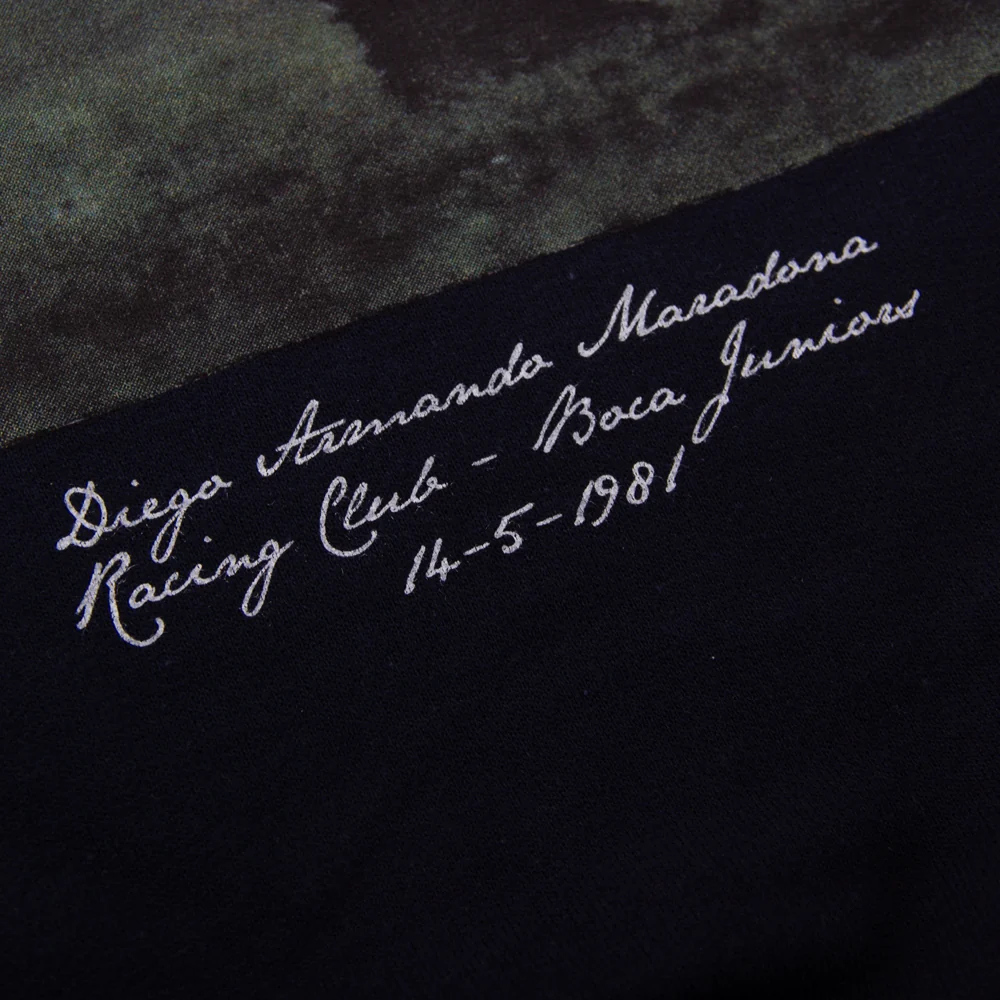 Diego Armando Maradona
Racing Club - Boca Juniors
14-5-1981